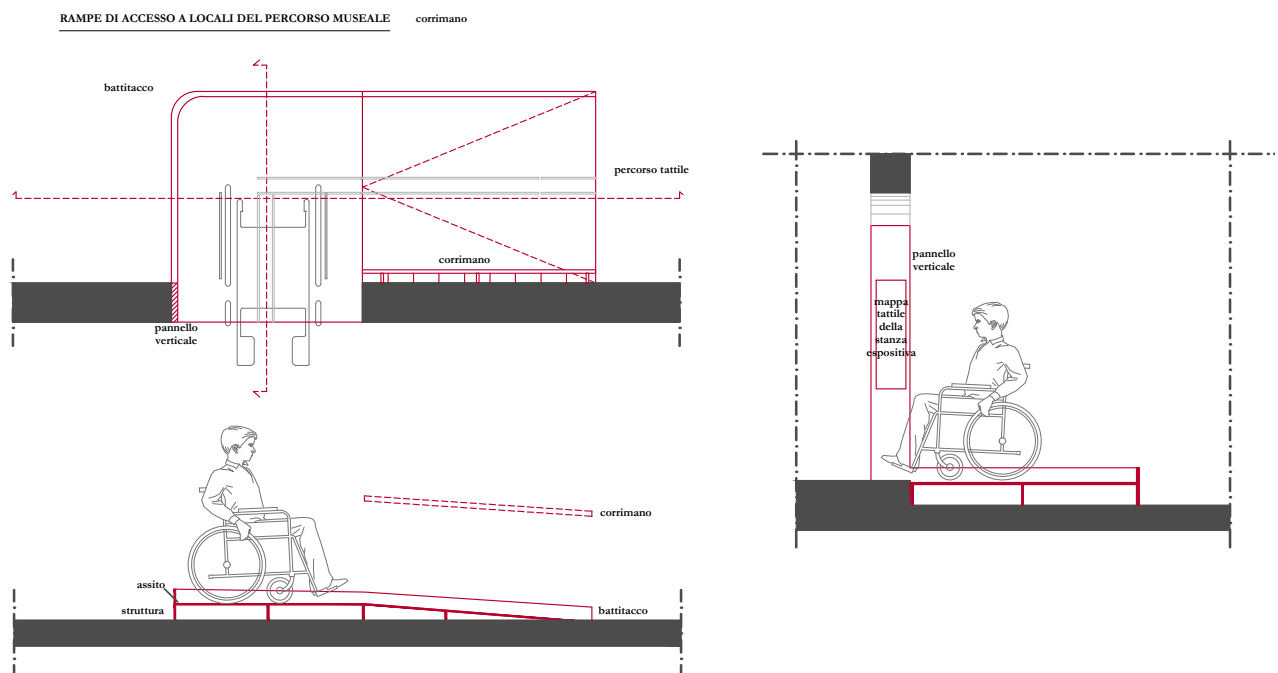 RAMPE DI ACCESSO A LOCALI DEL PERCORSO MUSEALE
corrimano
battitacco
percorso tattile
corrimano
pannello
verticale
corrimano
assito
struttura
battitacco
pannello
verticale
mappa
tattile
della
stanza
espositiva